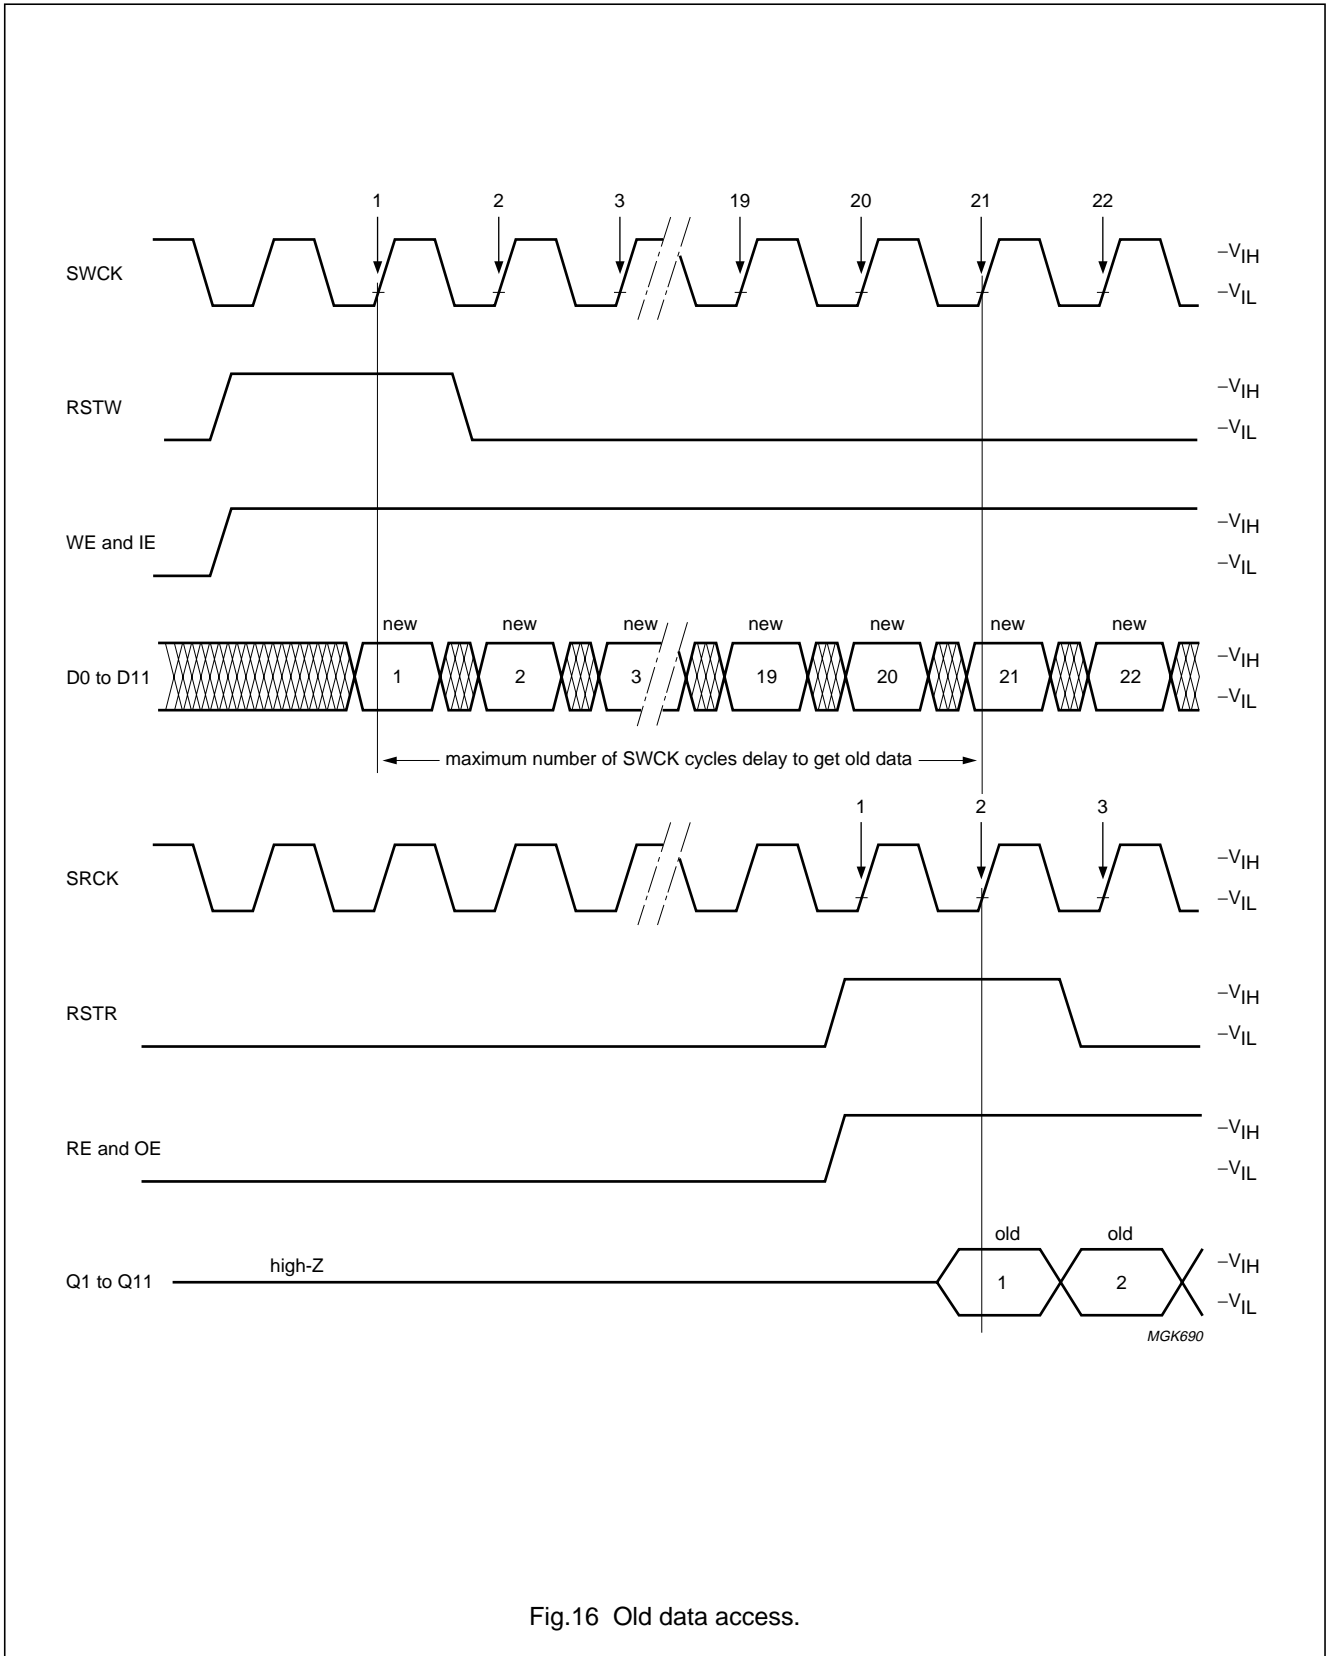 1 2 3 19 20 21 22
SWCK
−VIH
−VIL
RSTW
−VIH
−VIL
WE and IE
−VIH
−VIL
new new new new new new new
D0 to D11
1 2 3 19 20 21 22
−VIH
−VIL
maximum number of SWCK cycles delay to get old data
1 2 3
SRCK
−VIH
−VIL
RSTR
−VIH
−VIL
RE and OE
−VIH
−VIL
old old
high-Z
Q1 to Q11
1 2
−VIH
−VIL
MGK690
Fig.16 Old data access.